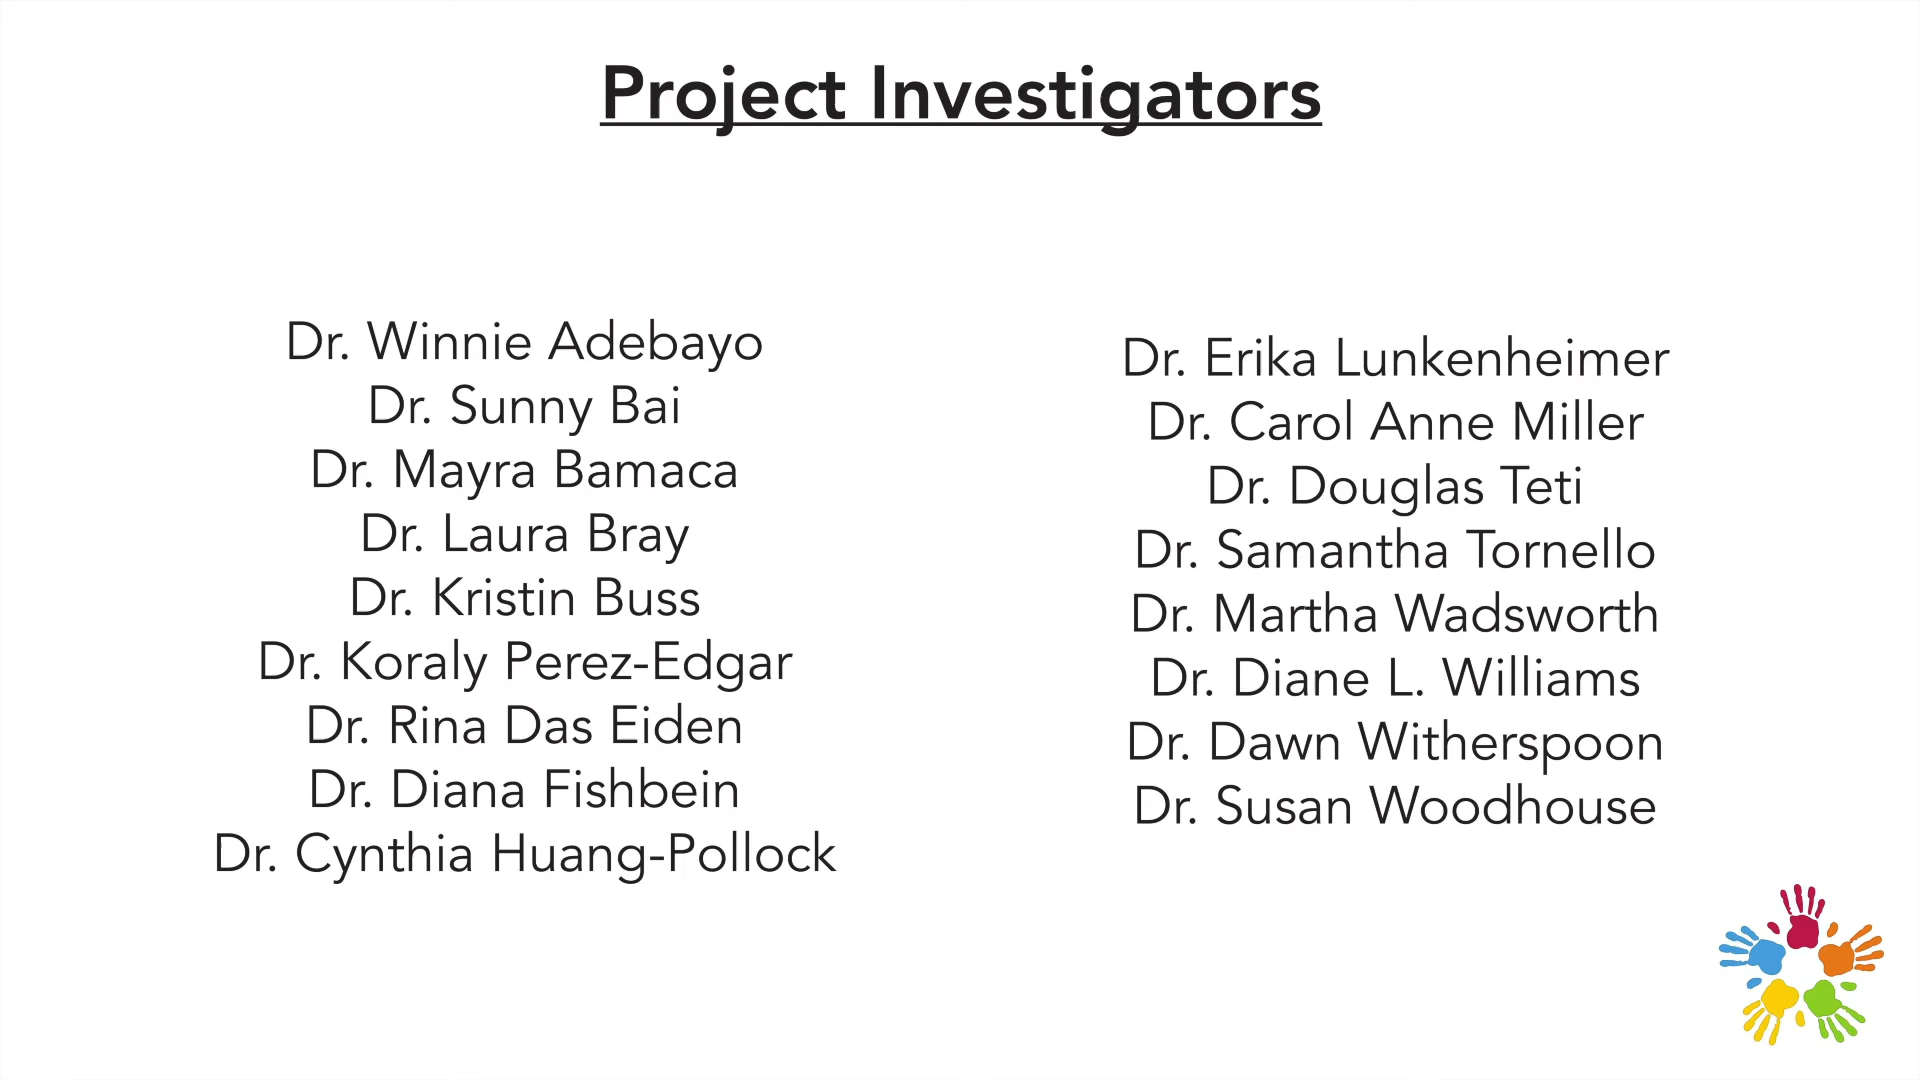 Project Investigators
Dr. Winnie Adebayo
Dr. Sunny Bai
Dr. Mayra Bamaca
Dr. Laura Bray
Dr. Kristin Buss
Dr. Koraly Perez-Edgar
Dr. Rina Das Eiden
Dr. Diana Fishbein
Dr. Cynthia Huang-Pollock
Dr. Erika Lunkenheimer
Dr. Carol Anne Miller
Dr. Douglas Teti
Dr. Samantha Tornello
Dr. Martha Wadsworth
Dr. Diane L. Williams
Dr. Dawn Witherspoon
Dr. Susan Woodhouse